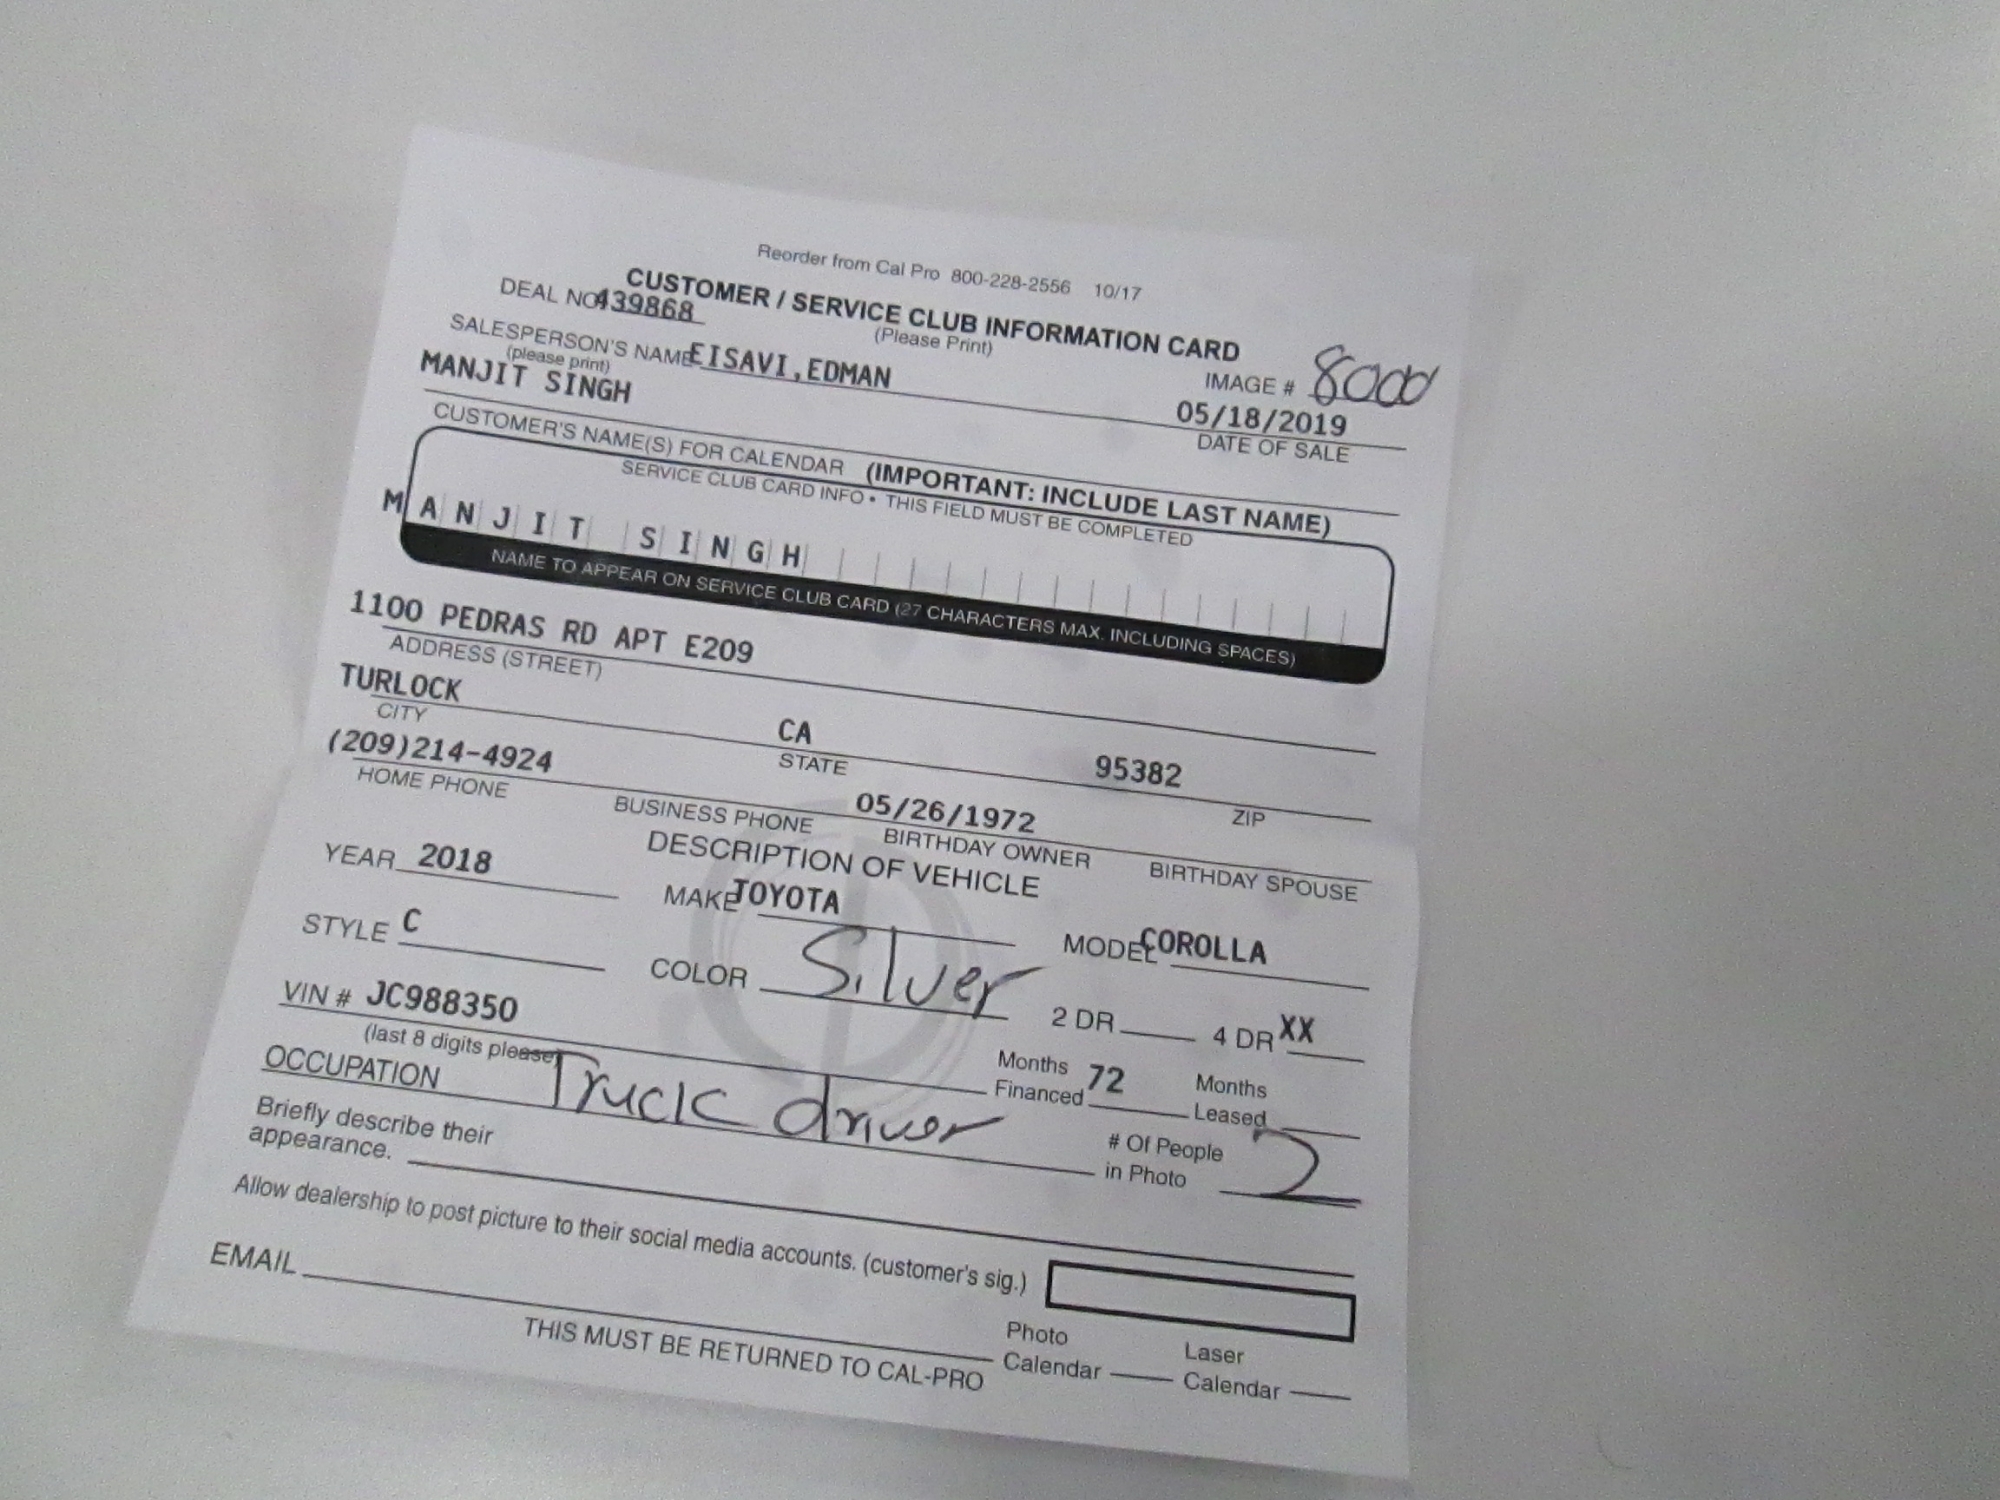 Reorder from Cal Pro 800-228-2556 10/17
CUSTOMER / SERVICE CLUB INFORMATION CARD
(Please Print)
DEAL NO 439868
IMAGE # 8000
SALESPERSON'S NAME EISAVI,EDMAN
(please print)
05/18/2019
DATE OF SALE
MANJIT SINGH
CUSTOMER'S NAME(S) FOR CALENDAR (IMPORTANT: INCLUDE LAST NAME)
SERVICE CLUB CARD INFO • THIS FIELD MUST BE COMPLETED
MANJIT SINGH
NAME TO APPEAR ON SERVICE CLUB CARD (27 CHARACTERS MAX. INCLUDING SPACES)
1100 PEDRAS RD APT E209
ADDRESS (STREET)
TURLOCK CA 95382
CITY STATE ZIP
(209)214-4924 05/26/1972
HOME PHONE BUSINESS PHONE BIRTHDAY OWNER BIRTHDAY SPOUSE
DESCRIPTION OF VEHICLE
YEAR 2018 MAKE TOYOTA MODEL COROLLA
STYLE C COLOR Silver 2 DR 4 DR XX
VIN # JC988350
(last 8 digits please)
Months Financed 72 Months Leased
OCCUPATION Truck driver
# Of People in Photo 2
Briefly describe their
appearance.
Allow dealership to post picture to their social media accounts. (customer's sig.)
EMAIL
Photo Calendar Laser Calendar
THIS MUST BE RETURNED TO CAL-PRO